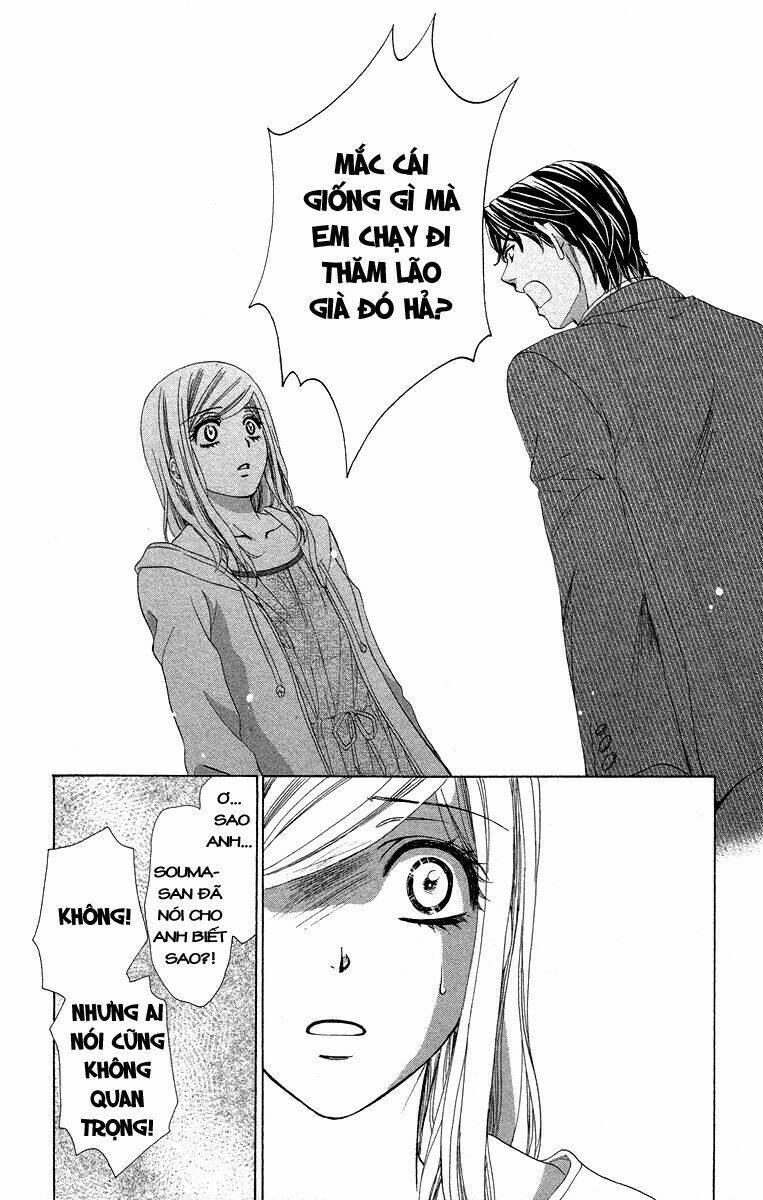 MẮC CÁI
GIỐNG GÌ MÀ
EM CHẠY ĐI
THĂM LÃO
GIÀ ĐÓ HẢ?
Ơ...
SAO
ANH...
SOUMA-
SAN ĐÃ
NÓI CHO
ANH BIẾT
SAO?!
KHÔNG!
NHƯNG AI
NÓI CŨNG
KHÔNG
QUAN
TRỌNG!